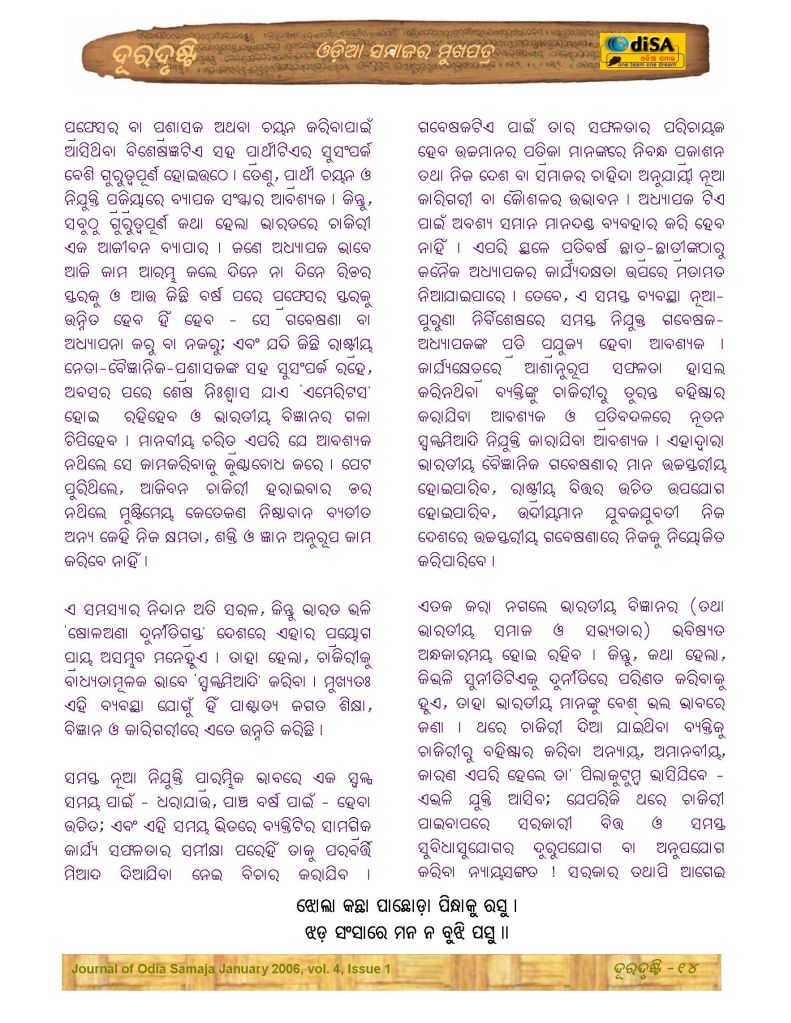 ଦୂରଦୃଷ୍ଟି
ଓଡ଼ିଆ ସମାଜର ମୁଖପତ୍ର
diSA
ଓଡ଼ିଆ ସମାଜ
one team one dream
ପ୍ରଫେସର ବା ପ୍ରଶାସକ ଅଥବା ଚୟନ କରିବାପାଇଁ
ଆସିଥିବା ବିଶେଷଜ୍ଞଟିଏ ସହ ପ୍ରାର୍ଥୀଟିଏର ସୁସଂପର୍କ
ବେଶି ଗୁରୁତ୍ୱପୂର୍ଣ ହୋଇଉଠେ । ତେଣୁ, ପ୍ରାର୍ଥୀ ଚୟନ ଓ
ନିଯୁକ୍ତି ପ୍ରକିୟାରେ ବ୍ୟାପକ ସଂସ୍କାର ଆବଶ୍ୟକ । କିନ୍ତୁ,
ସବୁଠୁ ଗୁରୁତ୍ୱପୂର୍ଣ କଥା ହେଲା ଭାରତରେ ଚାକିରୀ
ଏକ ଆଜୀବନ ବ୍ୟାପାର । ଜଣେ ଅଧ୍ୟାପକ ଭାବେ
ଆଜି କାମ ଆରମ୍ଭ କଲେ ଦିନେ ନା ଦିନେ ରିଡର
ସ୍ତରକୁ ଓ ଆଉ କିଛି ବର୍ଷ ପରେ ପ୍ରଫେସର ସ୍ତରକୁ
ଉନ୍ନିତ ହେବ ହିଁ ହେବ - ସେ ଗବେଷଣା ବା
ଅଧ୍ୟାପନା କରୁ ବା ନକରୁ; ଏବଂ ଯଦି କିଛି ରାଷ୍ଟ୍ରୀୟ
ନେତା-ବୈଜ୍ଞାନିକ-ପ୍ରଶାସକଙ୍କ ସହ ସୁସଂପର୍କ ରହେ,
ଅବସର ପରେ ଶେଷ ନିଃଶ୍ୱାସ ଯାଏ 'ଏମେରିଟସ'
ହୋଇ ରହିହେବ ଓ ଭାରତୀୟ ବିଜ୍ଞାନର ଗଳା
ଚିପିହେବ । ମାନବୀୟ ଚରିତ୍ର ଏପରି ଯେ ଆବଶ୍ୟକ
ନଥିଲେ ସେ କାମକରିବାକୁ କୁଣ୍ଠାବୋଧ କରେ । ପେଟ
ପୁରିଥିଲେ, ଆଜିବନ ଚାକିରୀ ହରାଇବାର ଡର
ନଥିଲେ ମୁଷ୍ଟିମେୟ କେତେଜଣ ନିଷ୍ଠାବାନ ବ୍ୟତୀତ
ଅନ୍ୟ କେହି ନିଜ କ୍ଷମତା, ଶକ୍ତି ଓ ଜ୍ଞାନ ଅନୁରୂପ କାମ
କରିବେ ନାହିଁ ।
ଏ ସମସ୍ୟାର ନିଦାନ ଅତି ସରଳ, କିନ୍ତୁ ଭାରତ ଭଳି
'ଷୋଳଅଣା ଦୁର୍ନୀତିଗ୍ରସ୍ତ' ଦେଶରେ ଏହାର ପ୍ରୟୋଗ
ପ୍ରାୟ ଅସମ୍ଭବ ମନେହୁଏ । ତାହା ହେଲା, ଚାକିରୀକୁ
ବାଧ୍ୟତାମୂଳକ ଭାବେ 'ସ୍ୱଳ୍ପମିଆଦି' କରିବା । ମୁଖ୍ୟତଃ
ଏହି ବ୍ୟବସ୍ଥା ଯୋଗୁଁ ହିଁ ପାଶ୍ଚାତ୍ୟ ଜଗତ ଶିକ୍ଷା,
ବିଜ୍ଞାନ ଓ କାରିଗରୀରେ ଏତେ ଉନ୍ନତି କରିଛି ।
ସମସ୍ତ ନୂଆ ନିଯୁକ୍ତି ପ୍ରାରମ୍ଭିକ ଭାବରେ ଏକ ସ୍ୱଳ୍ପ
ସମୟ ପାଇଁ - ଧରାଯାଉ, ପାଞ୍ଚ ବର୍ଷ ପାଇଁ - ହେବା
ଉଚିତ; ଏବଂ ଏହି ସମୟ ଭିତରେ ବ୍ୟକ୍ତିଟିର ସାମଗ୍ରିକ
କାର୍ଯ୍ୟ ସଫଳତାର ସମୀକ୍ଷା ପରେହିଁ ତାକୁ ପରବର୍ତ୍ତି
ମିଆଦ ଦିଆଯିବା ନେଇ ବିଚାର କରାଯିବ ।
ଗବେଷକଟିଏ ପାଇଁ ତାର ସଫଳତାର ପରିଚାୟକ
ହେବ ଉଚ୍ଚମାନର ପତ୍ରିକା ମାନଙ୍କରେ ନିବନ୍ଧ ପ୍ରକାଶନ
ତଥା ନିଜ ଦେଶ ବା ସମାଜର ଚାହିଦା ଅନୁଯାୟୀ ନୂଆ
କାରିଗରୀ ବା କୌଶଳର ଉଦ୍ଭାବନ । ଅଧ୍ୟାପକ ଟିଏ
ପାଇଁ ଅବଶ୍ୟ ସମାନ ମାନଦଣ୍ଡ ବ୍ୟବହାର କରି ହେବ
ନାହିଁ । ଏପରି ସ୍ଥଳେ ପ୍ରତିବର୍ଷ ଛାତ୍ର-ଛାତ୍ରୀଙ୍କଠାରୁ
ଜନୈକ ଅଧ୍ୟାପକର କାର୍ଯ୍ୟଦକ୍ଷତା ଉପରେ ମତାମତ
ନିଆଯାଇପାରେ । ତେବେ, ଏ ସମସ୍ତ ବ୍ୟବସ୍ଥା ନୂଆ-
ପୁରୁଣା ନିର୍ବିଶେଷରେ ସମସ୍ତ ନିଯୁକ୍ତ ଗବେଷକ-
ଅଧ୍ୟାପକଙ୍କ ପ୍ରତି ପ୍ରଯୁଜ୍ୟ ହେବା ଆବଶ୍ୟକ ।
କାର୍ଯ୍ୟକ୍ଷେତ୍ରରେ ଆଶାନୁରୂପ ସଫଳତା ହାସଲ
କରିନଥିବା ବ୍ୟକ୍ତିଙ୍କୁ ଚାକିରୀରୁ ତୁରନ୍ତ ବହିଷ୍କାର
କରାଯିବା ଆବଶ୍ୟକ ଓ ପ୍ରତିବଦଳରେ ନୂତନ
ସ୍ୱଳ୍ପମିଆଦି ନିଯୁକ୍ତି କାରାଯିବା ଆବଶ୍ୟକ । ଏହାଦ୍ୱାରା
ଭାରତୀୟ ବୈଜ୍ଞାନିକ ଗବେଷଣାର ମାନ ଉଚ୍ଚସ୍ତରୀୟ
ହୋଇପାରିବ, ରାଷ୍ଟ୍ରୀୟ ବିତ୍ତର ଉଚିତ ଉପଯୋଗ
ହୋଇପାରିବ, ଉଦୀୟମାନ ଯୁବକଯୁବତୀ ନିଜ
ଦେଶରେ ଉଚ୍ଚସ୍ତରୀୟ ଗବେଷଣାରେ ନିଜକୁ ନିୟୋଜିତ
କରିପାରିବେ ।
ଏତକ କରା ନଗଲେ ଭାରତୀୟ ବିଜ୍ଞାନର (ତଥା
ଭାରତୀୟ ସମାଜ ଓ ସଭ୍ୟତାର) ଭବିଷ୍ୟତ
ଅନ୍ଧକାରମୟ ହୋଇ ରହିବ । କିନ୍ତୁ, କଥା ହେଲା,
କିଭଳି ସୁନୀତିଟିଏକୁ ଦୁର୍ନୀତିରେ ପରିଣତ କରିବାକୁ
ହୁଏ, ତାହା ଭାରତୀୟ ମାନଙ୍କୁ ବେଶ୍ ଭଲ ଭାବରେ
ଜଣା । ଥରେ ଚାକିରୀ ଦିଆ ଯାଇଥିବା ବ୍ୟକ୍ତିକୁ
ଚାକିରୀରୁ ବହିଷ୍କାର କରିବା ଅନ୍ୟାୟ, ଅମାନବୀୟ,
କାରଣ ଏପରି ହେଲେ ତା' ପିଲାକୁଟୁମ୍ବ ଭାସିଯିବେ -
ଏଭଳି ଯୁକ୍ତି ଆସିବ; ଯେପରିକି ଥରେ ଚାକିରୀ
ପାଇବାପରେ ସରକାରୀ ବିତ୍ତ ଓ ସମସ୍ତ
ସୁବିଧାସୁଯୋଗର ଦୁରୁପଯୋଗ ବା ଅନୁପଯୋଗ
କରିବା ନ୍ୟାୟସଙ୍ଗତ ! ସରକାର ତଥାପି ଆଗେଇ
ଝୋଲା କନ୍ଥା ପାଛୋଡ଼ା ପିନ୍ଧାକୁ ରସୁ ।
ଝଡ଼ ସଂସାରେ ମନ ନ ବୁଝି ପସୁ ॥
Journal of Odia Samaja January 2006, vol. 4, Issue 1
ଦୂରଦୃଷ୍ଟି - ୧୪